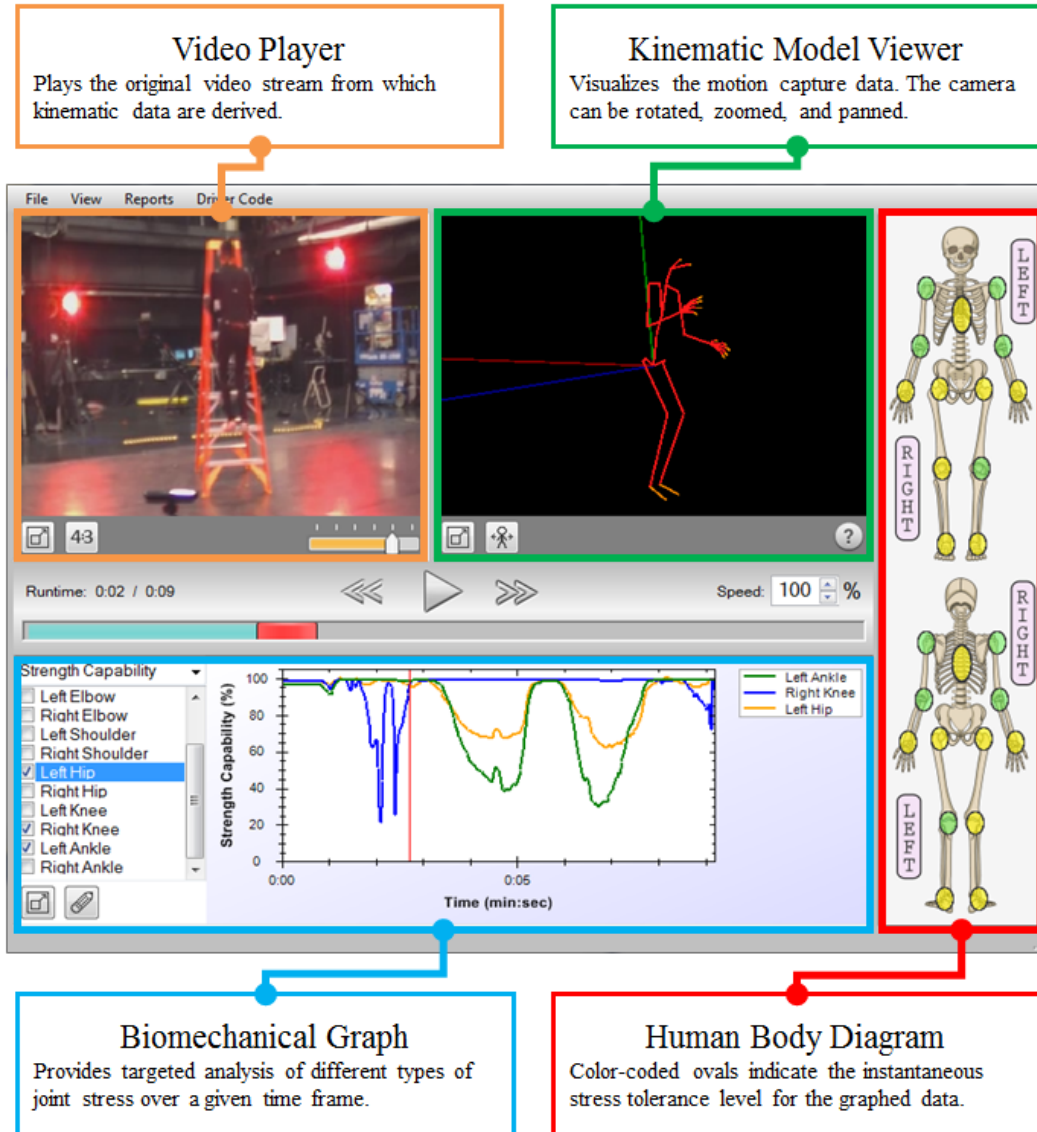 Video Player
Plays the original video stream from which
kinematic data are derived.
Kinematic Model Viewer
Visualizes the motion capture data. The camera
can be rotated, zoomed, and panned.
File View Reports Driver Code
4:3
?
LEFT
RIGHT
RIGHT
LEFT
Runtime: 0:02 / 0:09
Speed: 100 %
Strength Capability
Left Elbow
Right Elbow
Left Shoulder
Right Shoulder
Left Hip
Right Hip
Left Knee
Right Knee
Left Ankle
Right Ankle
Strength Capability (%)
100
80
60
40
20
0
0:00
0:05
Time (min:sec)
Left Ankle
Right Knee
Left Hip
Biomechanical Graph
Provides targeted analysis of different types of
joint stress over a given time frame.
Human Body Diagram
Color-coded ovals indicate the instantaneous
stress tolerance level for the graphed data.